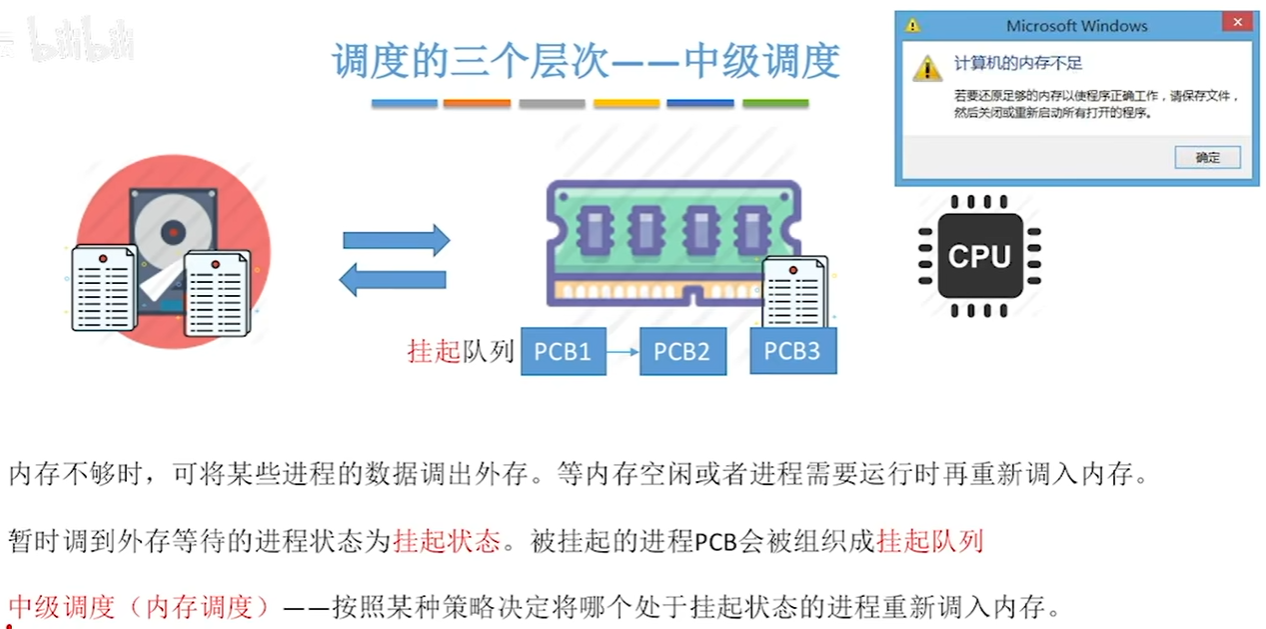 bilibili
调度的三个层次——中级调度
Microsoft Windows
计算机的内存不足
若要还原足够的内存以使程序正确工作，请保存文件，
然后关闭或重新启动所有打开的程序。
确定
CPU
挂起队列 PCB1 PCB2 PCB3
内存不够时，可将某些进程的数据调出外存。等内存空闲或者进程需要运行时再重新调入内存。
暂时调到外存等待的进程状态为挂起状态。被挂起的进程PCB会被组织成挂起队列
中级调度（内存调度）——按照某种策略决定将哪个处于挂起状态的进程重新调入内存。